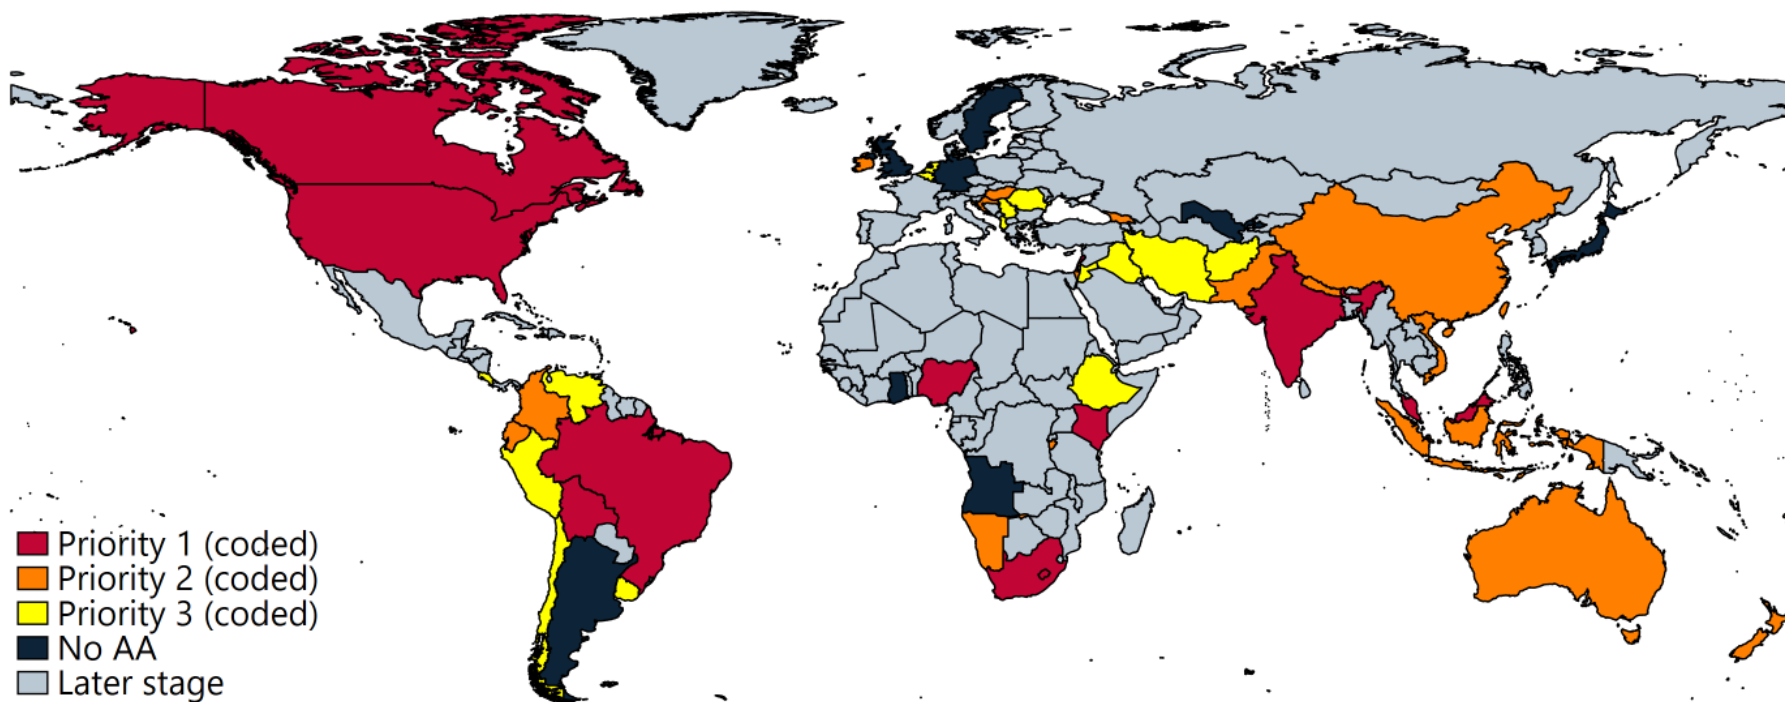 Priority 1 (coded)
Priority 2 (coded)
Priority 3 (coded)
No AA
Later stage